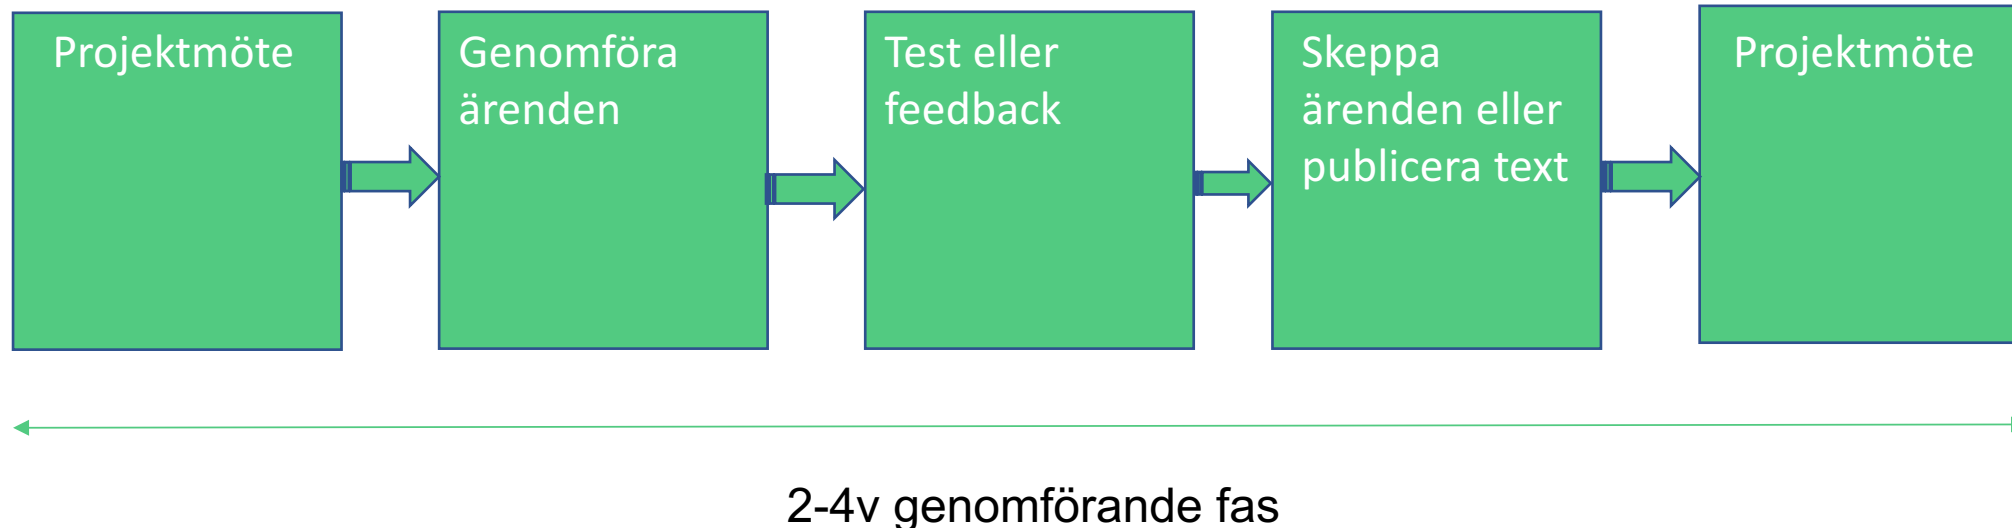 Projektmöte
Genomföra
ärenden
Test eller
feedback
Skeppa
ärenden eller
publicera text
Projektmöte
2-4v genomförande fas